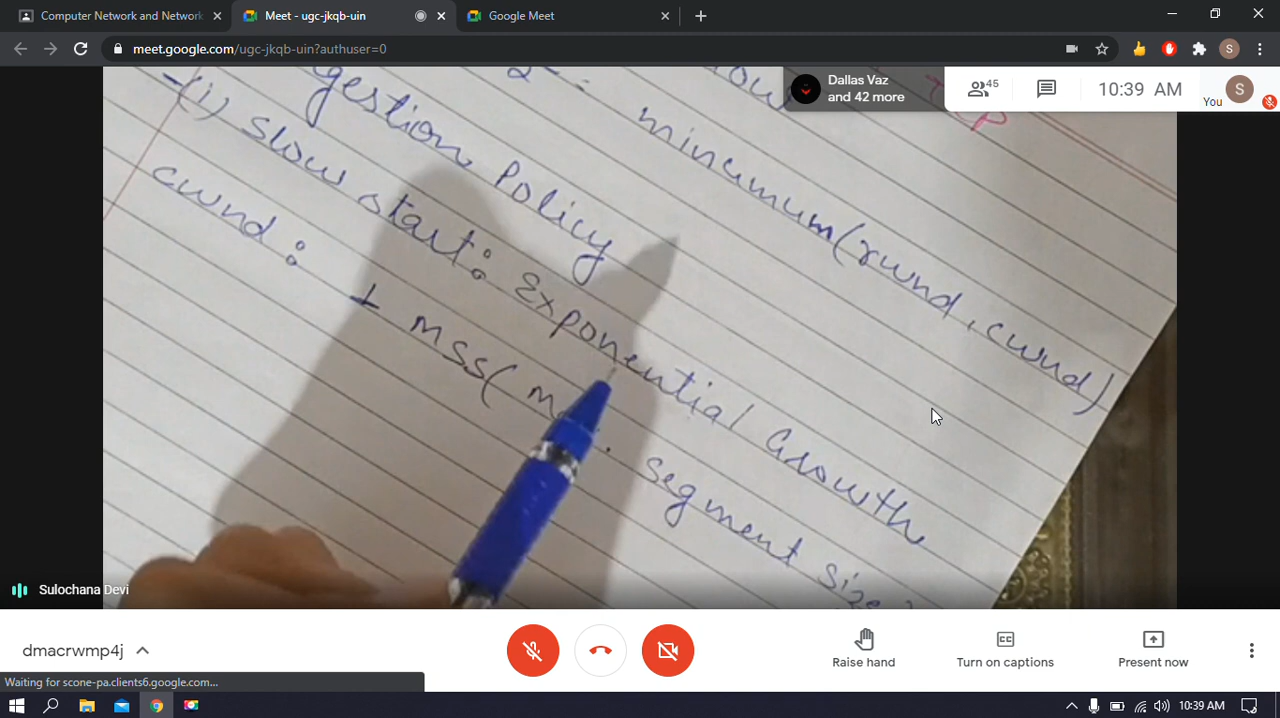 Computer Network and Network
Meet - ugc-jkqb-uin
Google Meet
meet.google.com/ugc-jkqb-uin?authuser=0
S
Dallas Vaz
and 42 more
45
10:39 AM
You
S
gestion Policy
= minimum(rwnd, cwnd)
-(i) slow start: Exponential Growth
cwnd:
1 MSS( segment size)
Sulochana Devi
dmacrwmp4j
Raise hand
Turn on captions
Present now
Waiting for scone-pa.clients6.google.com...
10:39 AM